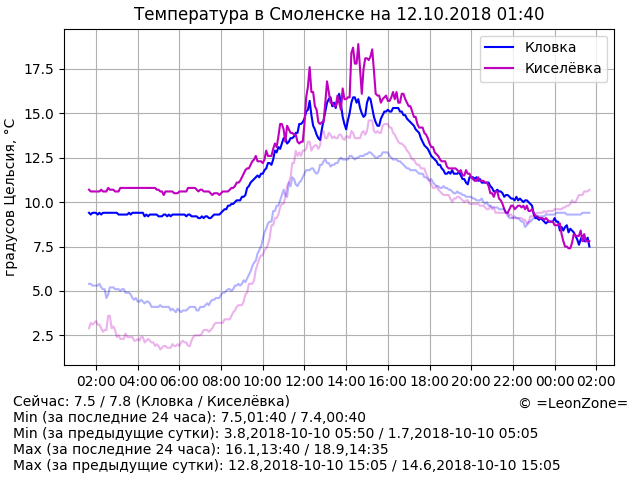 Температура в Смоленске на 12.10.2018 01:40
Кловка
Киселёвка
градусов Цельсия, °C
17.5
15.0
12.5
10.0
7.5
5.0
2.5
02:00 04:00 06:00 08:00 10:00 12:00 14:00 16:00 18:00 20:00 22:00 00:00 02:00
Сейчас: 7.5 / 7.8 (Кловка / Киселёвка)
© =LeonZone=
Min (за последние 24 часа): 7.5,01:40 / 7.4,00:40
Min (за предыдущие сутки): 3.8,2018-10-10 05:50 / 1.7,2018-10-10 05:05
Max (за последние 24 часа): 16.1,13:40 / 18.9,14:35
Max (за предыдущие сутки): 12.8,2018-10-10 15:05 / 14.6,2018-10-10 15:05